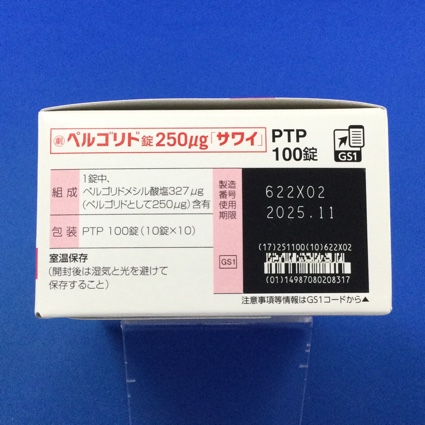 劇 ペルゴリド錠250μg「サワイ」
PTP
100錠
GS1
組成
1錠中、
ペルゴリドメシル酸塩327μg
(ペルゴリドとして250μg)含有
包装 PTP 100錠(10錠×10)
室温保存
(開封後は湿気と光を避けて
保存すること)
製造
番号
使用
期限
622X02
2025.11
GS1
(17)251100(10)622X02
(01)14987080208317
注意事項等情報はGS1コードから▲